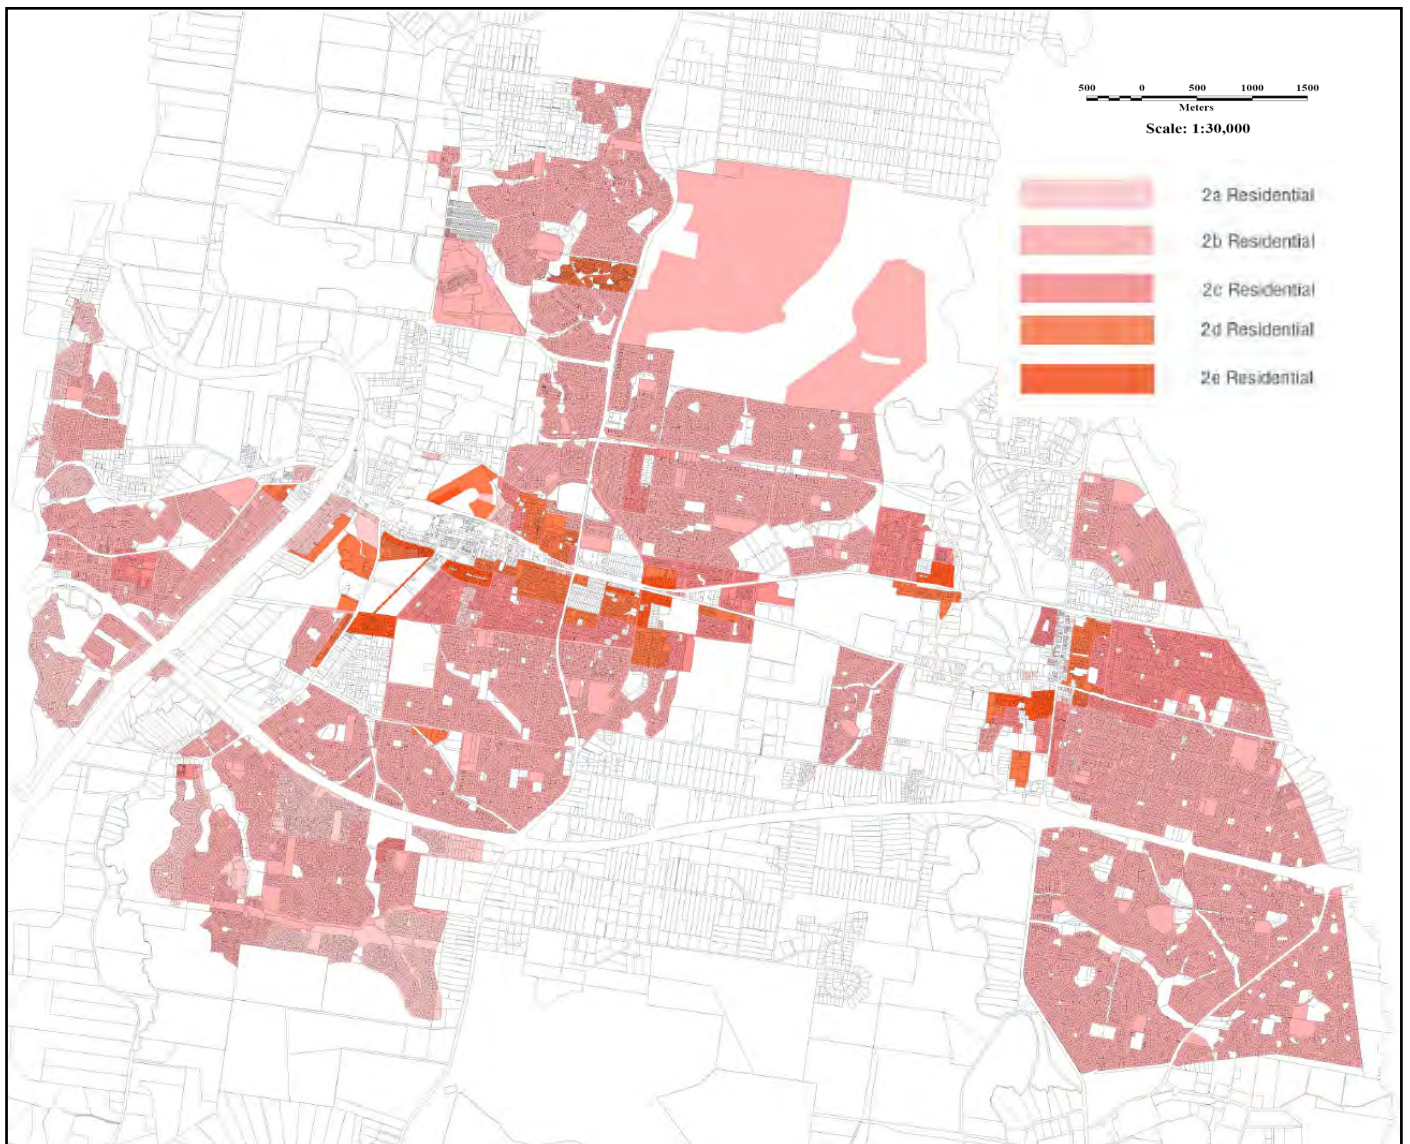 500 0 500 1000 1500
Meters
Scale: 1:30,000
2a Residential
2b Residential
2c Residential
2d Residential
2e Residential